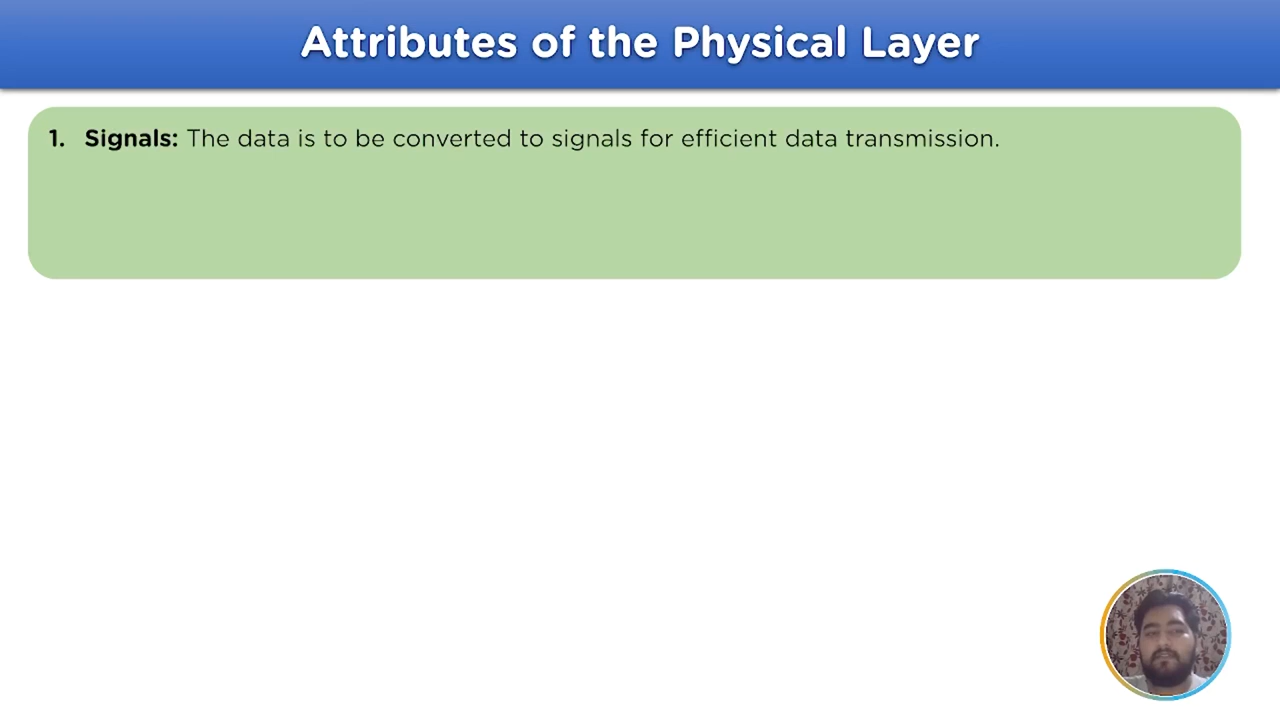 Attributes of the Physical Layer
1. Signals: The data is to be converted to signals for efficient data transmission.